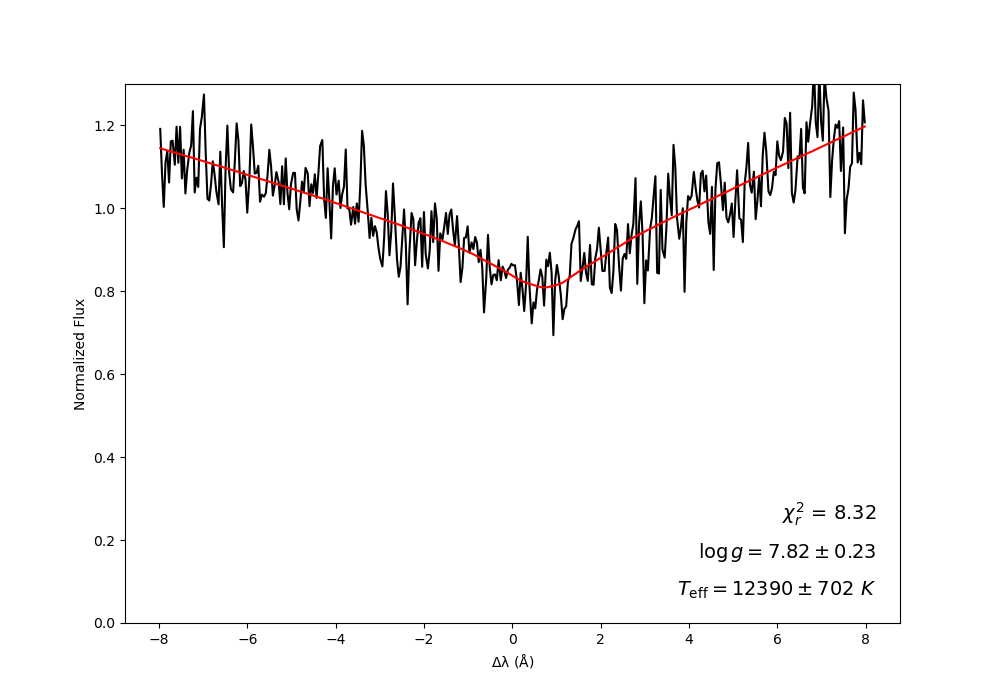 1.2
1.0
0.8
0.6
0.4
0.2
0.0
Normalized Flux
χ²ᵣ = 8.32
log g = 7.82 ± 0.23
T_eff = 12390 ± 702 K
−8 −6 −4 −2 0 2 4 6 8
Δλ (Å)